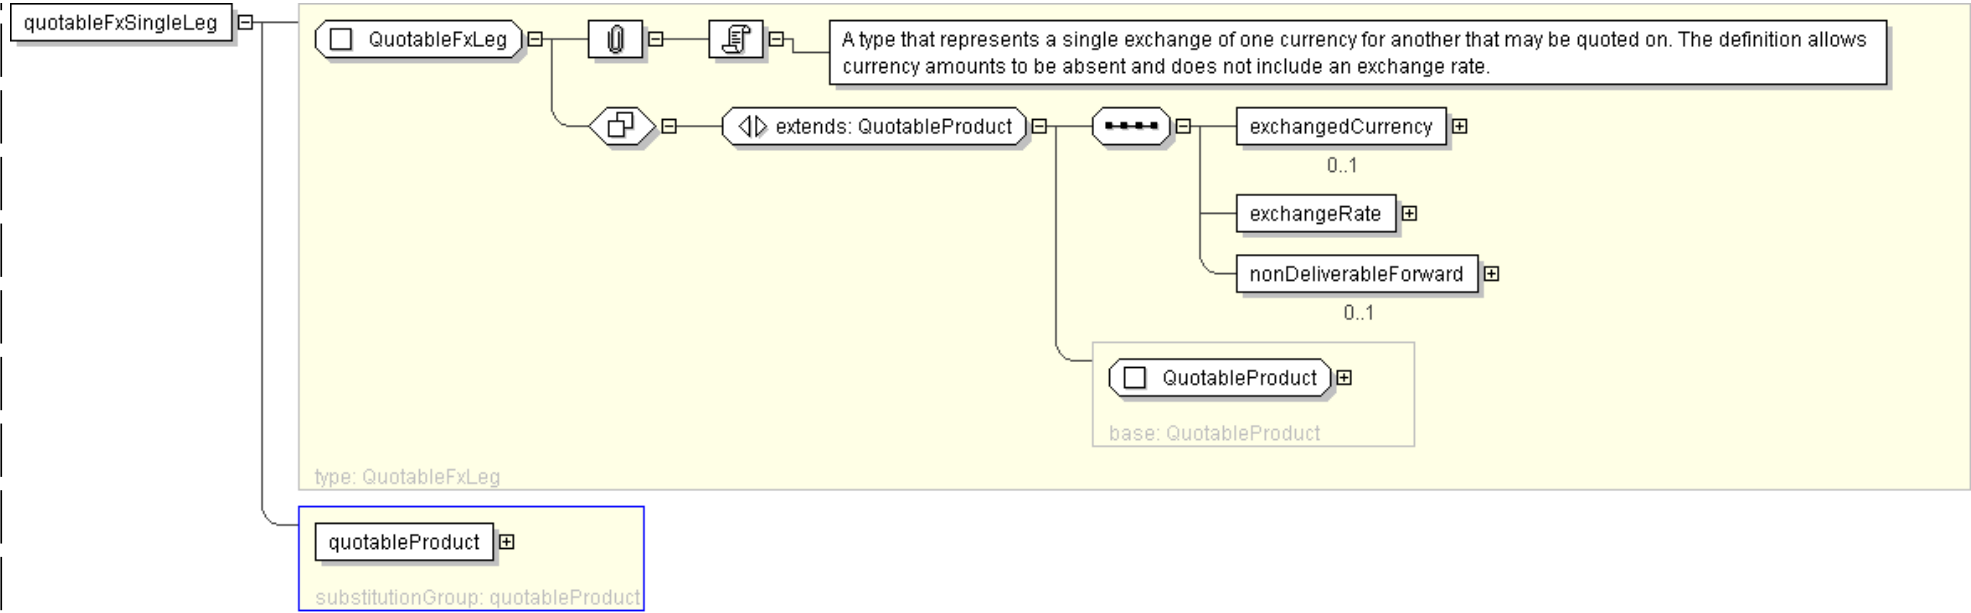 quotableFxSingleLeg
QuotableFxLeg
A type that represents a single exchange of one currency for another that may be quoted on. The definition allows
currency amounts to be absent and does not include an exchange rate.
extends: QuotableProduct
exchangedCurrency
0..1
exchangeRate
nonDeliverableForward
0..1
QuotableProduct
base: QuotableProduct
type: QuotableFxLeg
quotableProduct
substitutionGroup: quotableProduct